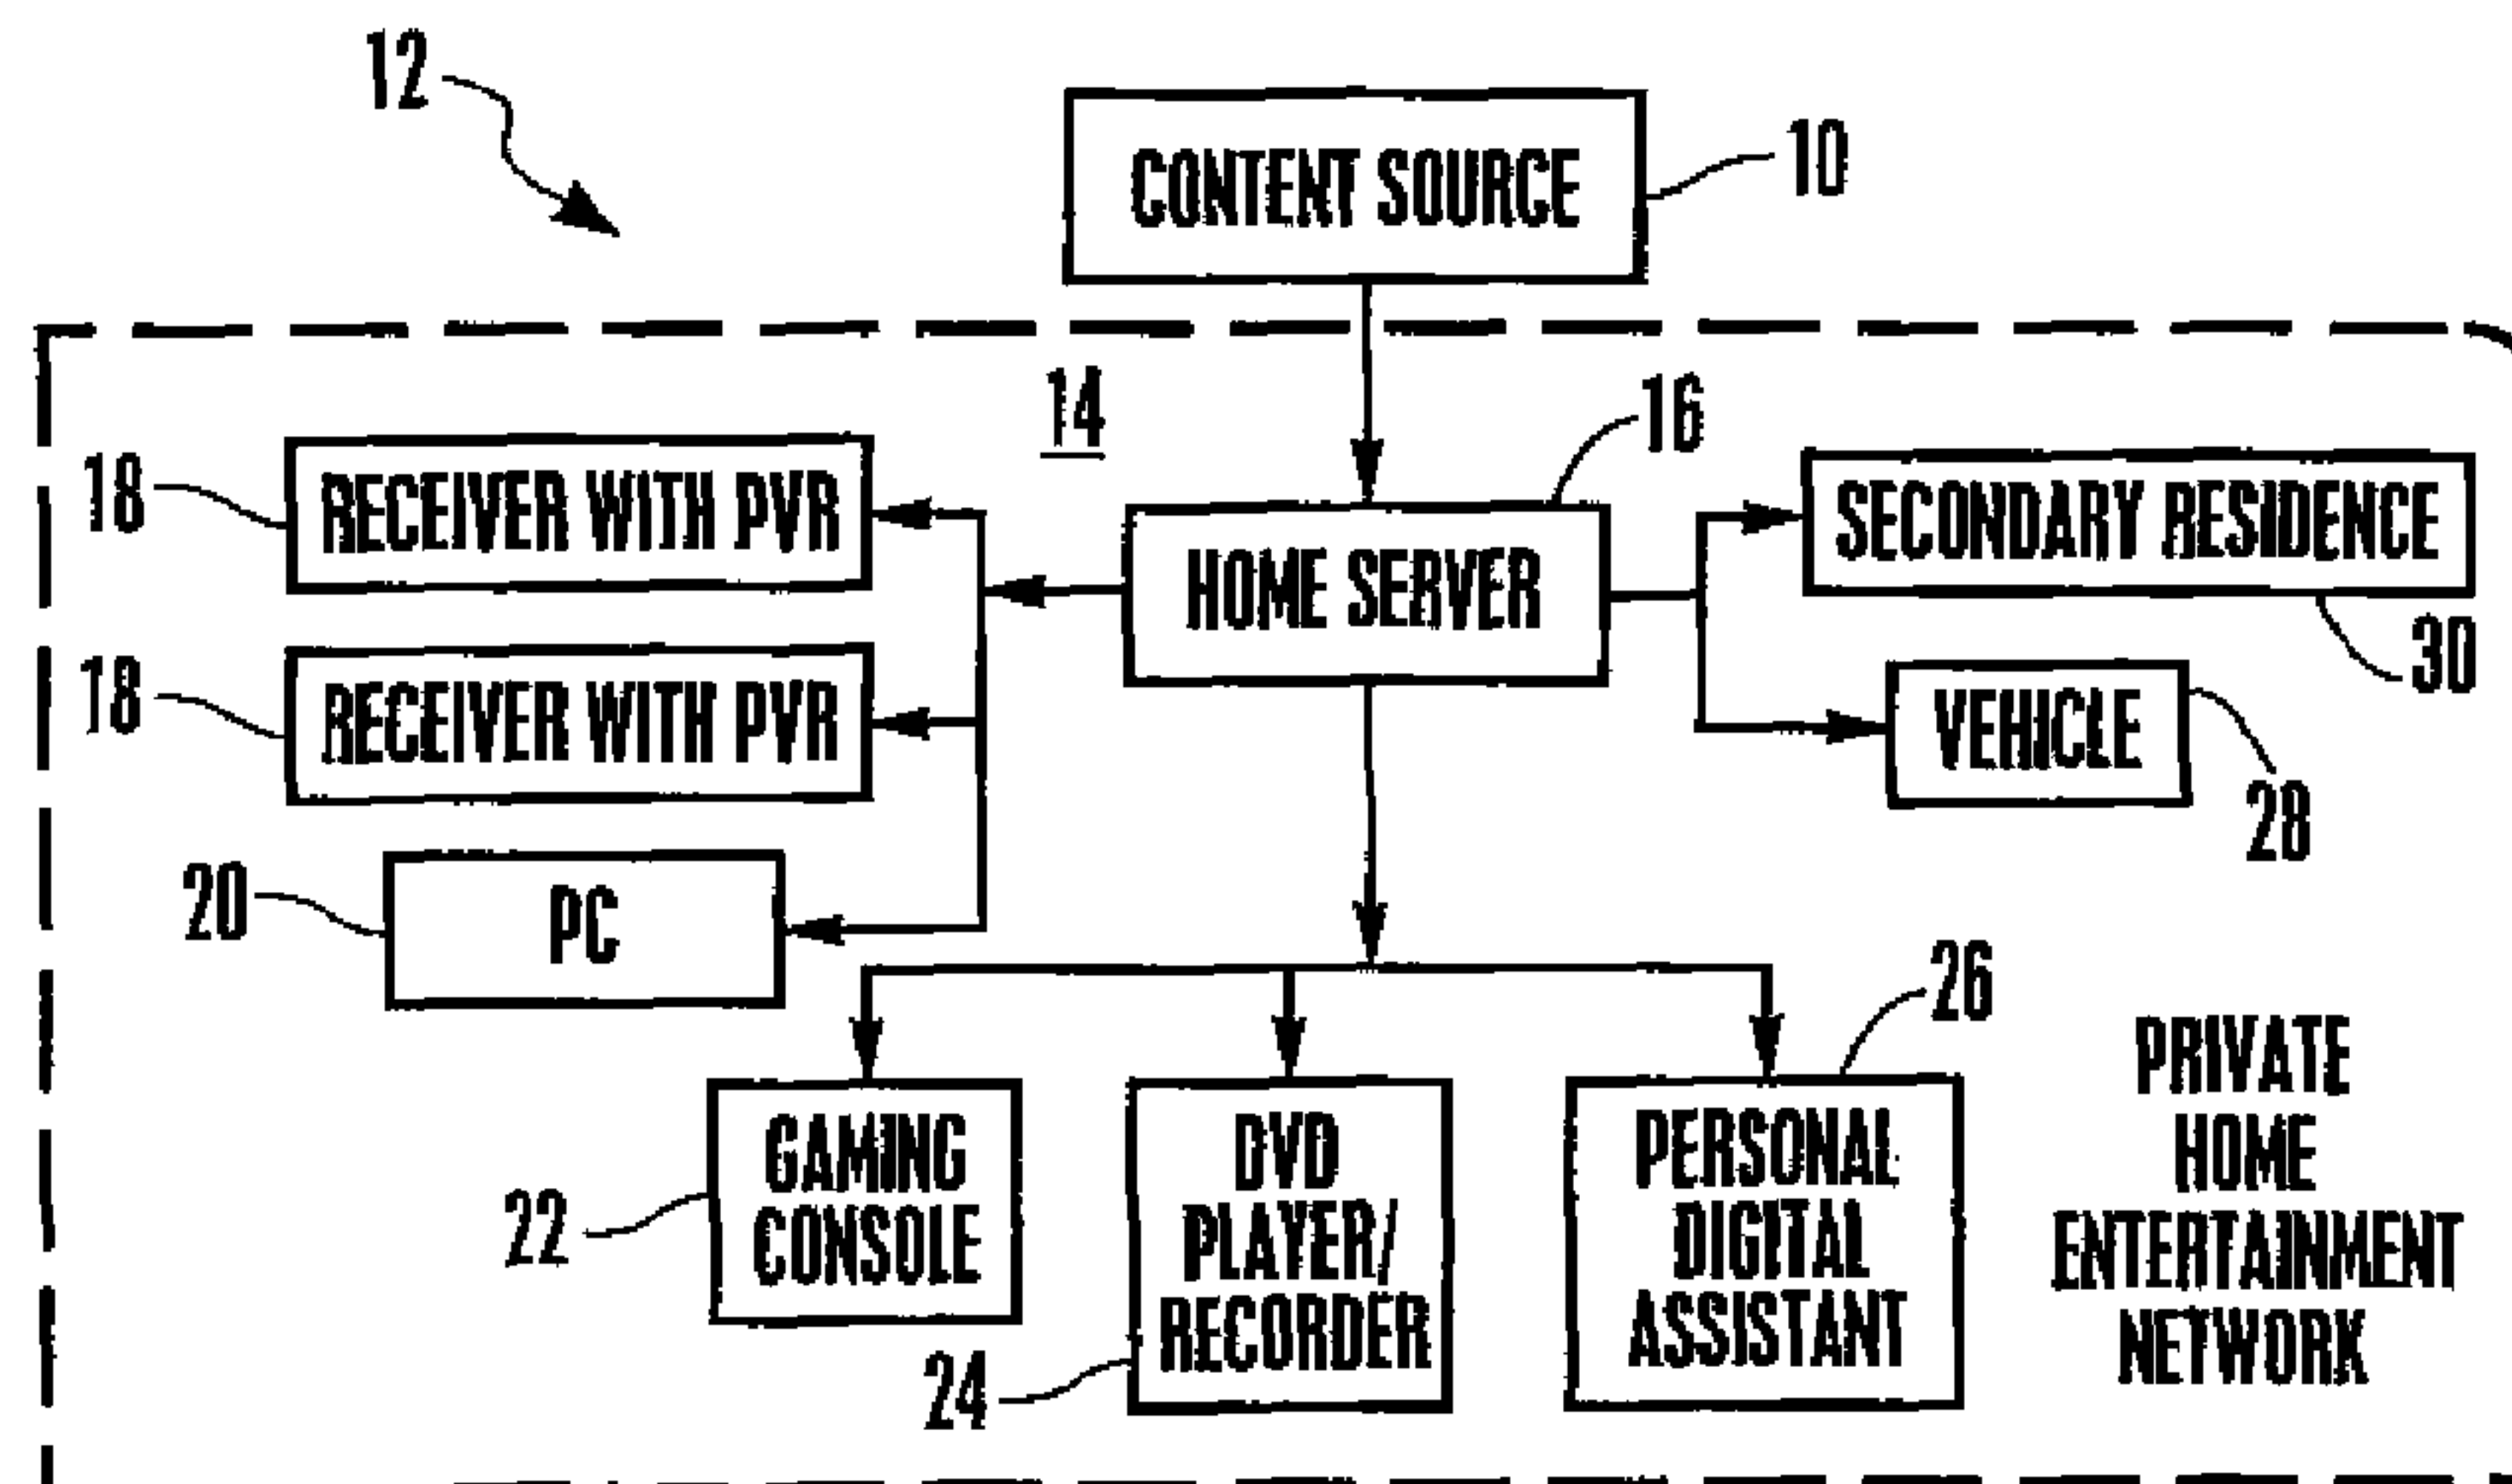 12
CONTENT SOURCE
10
14
16
18
RECEIVER WITH PVR
HOME SERVER
SECONDARY RESIDENCE
30
18
RECEIVER WITH PVR
VEHICLE
28
20
PC
26
GAMING
CONSOLE
22
DVD
PLAYER/
RECORDER
24
PERSONAL
DIGITAL
ASSISTANT
PRIVATE
HOME
ENTERTAINMENT
NETWORK